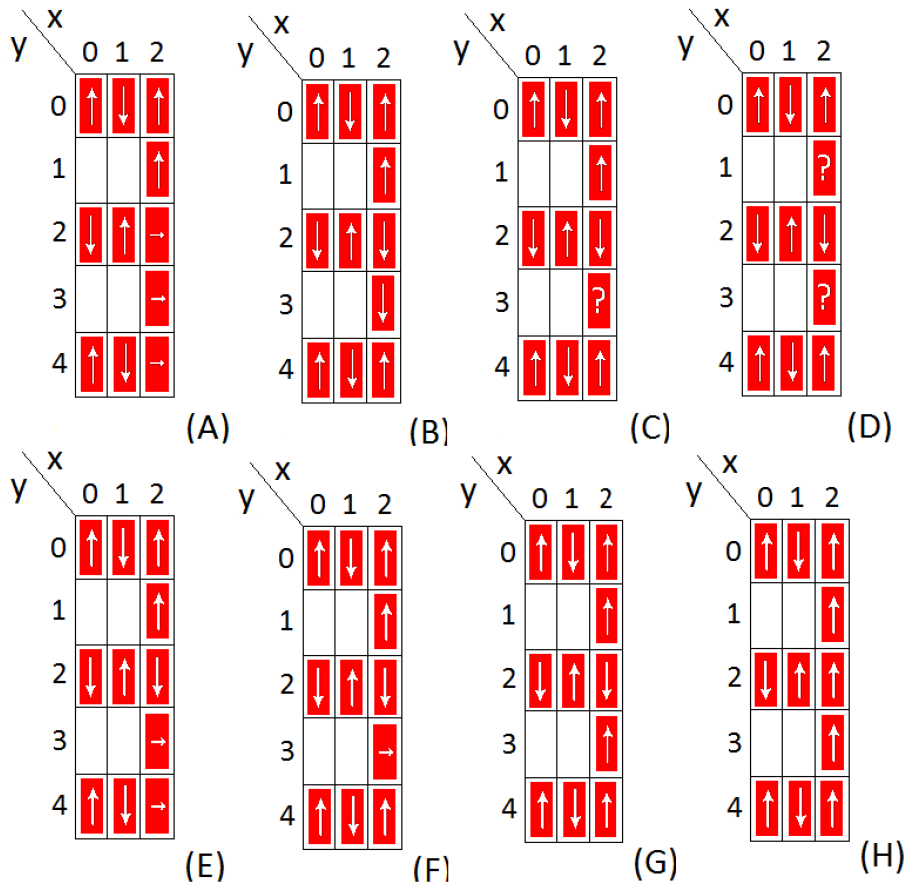 x x x x
y 0 1 2 y 0 1 2 y 0 1 2 y 0 1 2
0 ↑ ↓ ↑ 0 ↑ ↓ ↑ 0 ↑ ↓ ↑ 0 ↑ ↓ ↑
1 ↑ 1 ↑ 1 ↑ 1 ?
2 ↓ ↑ → 2 ↓ ↑ ↓ 2 ↓ ↑ ↓ 2 ↓ ↑ ↓
3 → 3 ↓ 3 ? 3 ?
4 ↑ ↓ → 4 ↑ ↓ ↑ 4 ↑ ↓ ↑ 4 ↑ ↓ ↑
(A) (B) (C) (D)
x x x x
y 0 1 2 y 0 1 2 y 0 1 2 y 0 1 2
0 ↑ ↓ ↑ 0 ↑ ↓ ↑ 0 ↑ ↓ ↑ 0 ↑ ↓ ↑
1 ↑ 1 ↑ 1 ↑ 1 ↑
2 ↓ ↑ ↓ 2 ↓ ↑ ↓ 2 ↓ ↑ ↓ 2 ↓ ↑ ↑
3 → 3 → 3 ↑ 3 ↑
4 ↑ ↓ → 4 ↑ ↓ ↑ 4 ↑ ↓ ↑ 4 ↑ ↓ ↑
(E) (F) (G) (H)